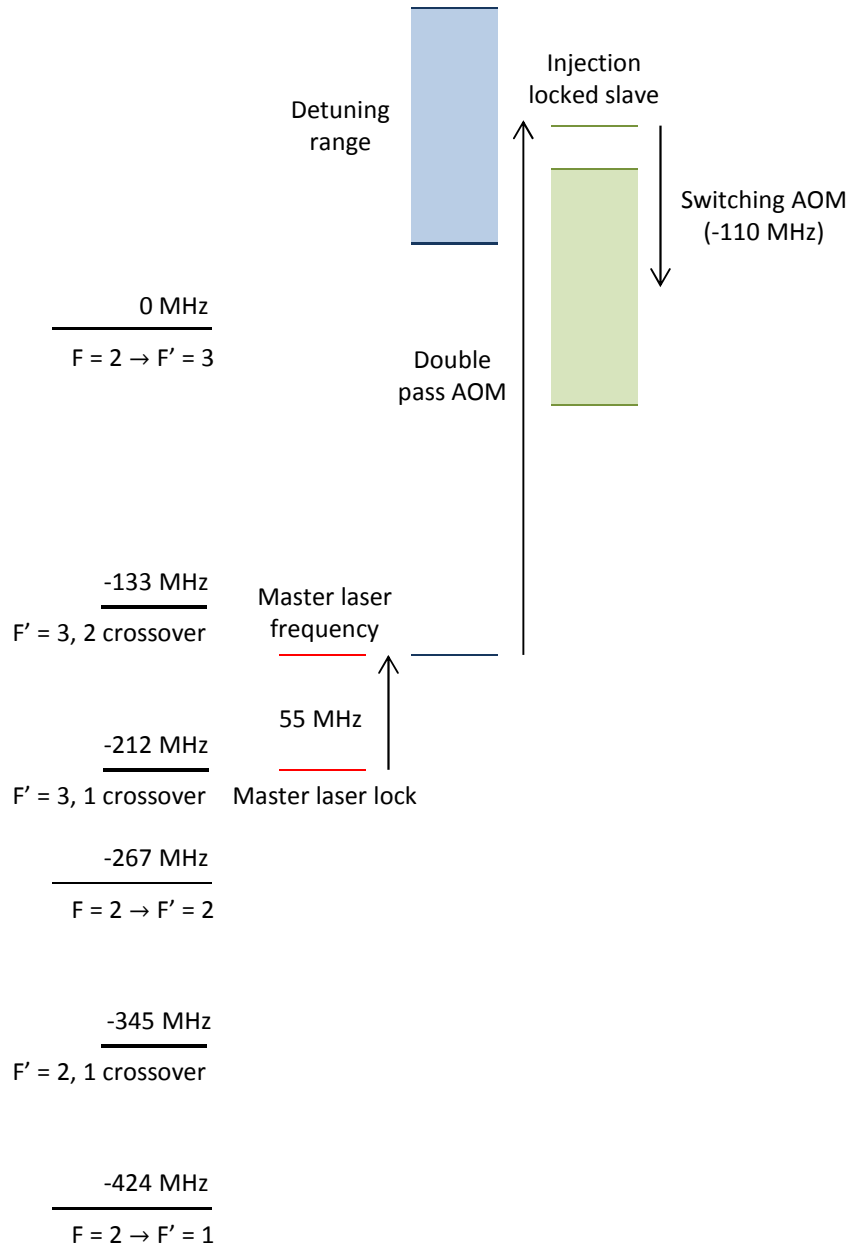 Injection
locked slave
Detuning
range
Switching AOM
(-110 MHz)
0 MHz
F = 2 → F’ = 3
Double
pass AOM
-133 MHz
F’ = 3, 2 crossover
Master laser
frequency
55 MHz
-212 MHz
F’ = 3, 1 crossover
Master laser lock
-267 MHz
F = 2 → F’ = 2
-345 MHz
F’ = 2, 1 crossover
-424 MHz
F = 2 → F’ = 1